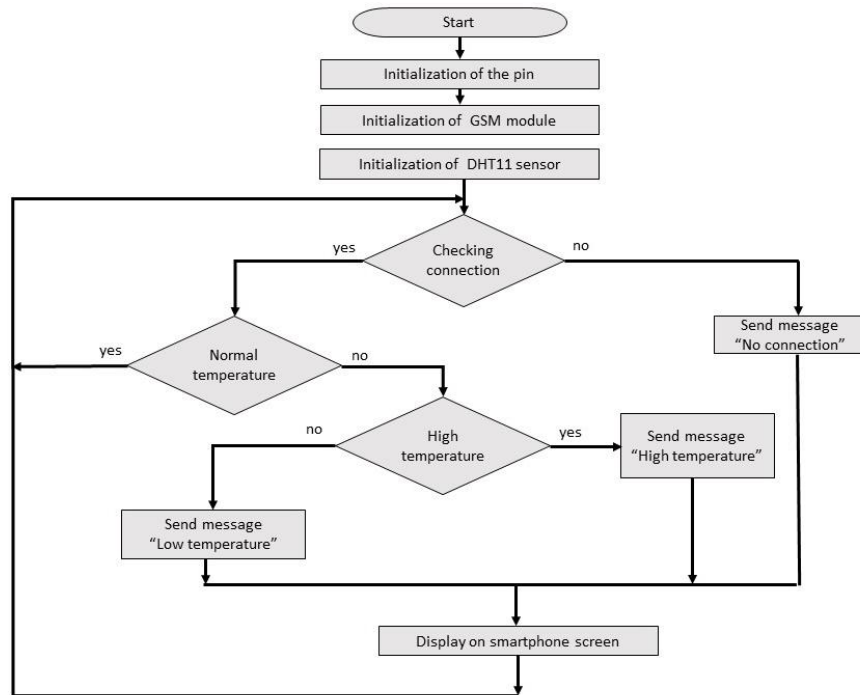 Start
Initialization of the pin
Initialization of GSM module
Initialization of DHT11 sensor
Checking
connection
yes
no
Send message
“No connection”
Normal
temperature
yes
no
High
temperature
no
yes
Send message
“High temperature”
Send message
“Low temperature”
Display on smartphone screen